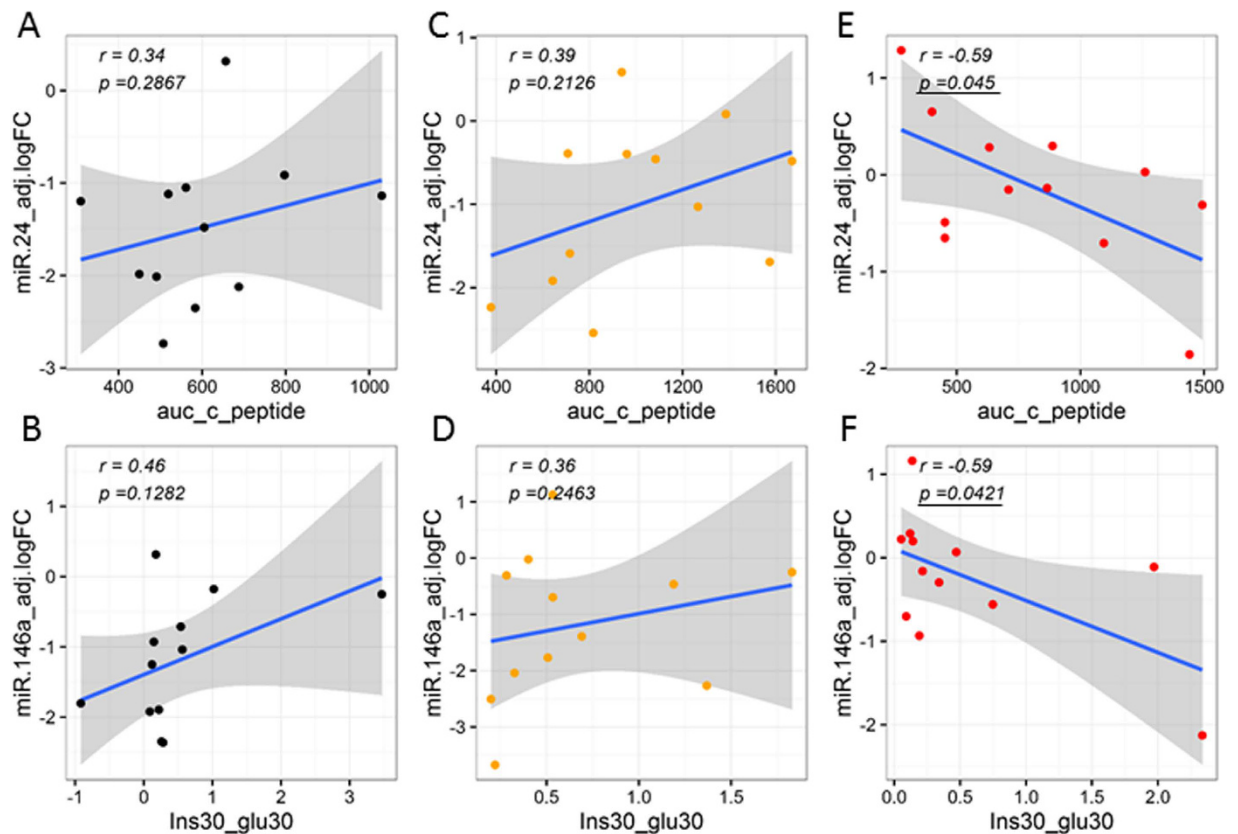 A
r = 0.34
p =0.2867
miR.24_adj.logFC
0
-1
-2
-3
400
600
800
1000
auc_c_peptide
C
r = 0.39
p =0.2126
miR.24_adj.logFC
1
0
-1
-2
400
800
1200
1600
auc_c_peptide
E
r = -0.59
p =0.045
miR.24_adj.logFC
1
0
-1
-2
500
1000
1500
auc_c_peptide
B
r = 0.46
p =0.1282
miR.146a_adj.logFC
1
0
-1
-2
-1
0
1
2
3
Ins30_glu30
D
r = 0.36
p =0.2463
miR.146a_adj.logFC
1
0
-1
-2
-3
0.5
1.0
1.5
Ins30_glu30
F
r = -0.59
p =0.0421
miR.146a_adj.logFC
1
0
-1
-2
0.0
0.5
1.0
1.5
2.0
Ins30_glu30